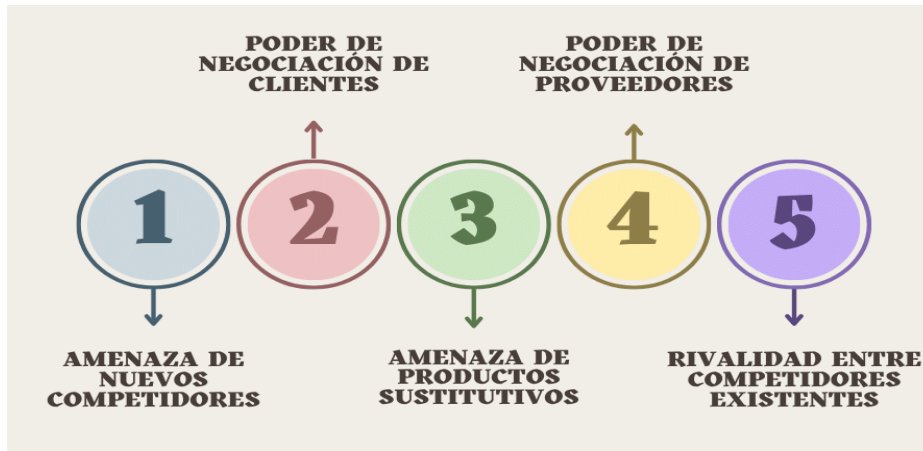 PODER DE
NEGOCIACIÓN DE
CLIENTES
PODER DE
NEGOCIACIÓN DE
PROVEEDORES
1
2
3
4
5
AMENAZA DE
NUEVOS
COMPETIDORES
AMENAZA DE
PRODUCTOS
SUSTITUTIVOS
RIVALIDAD ENTRE
COMPETIDORES
EXISTENTES